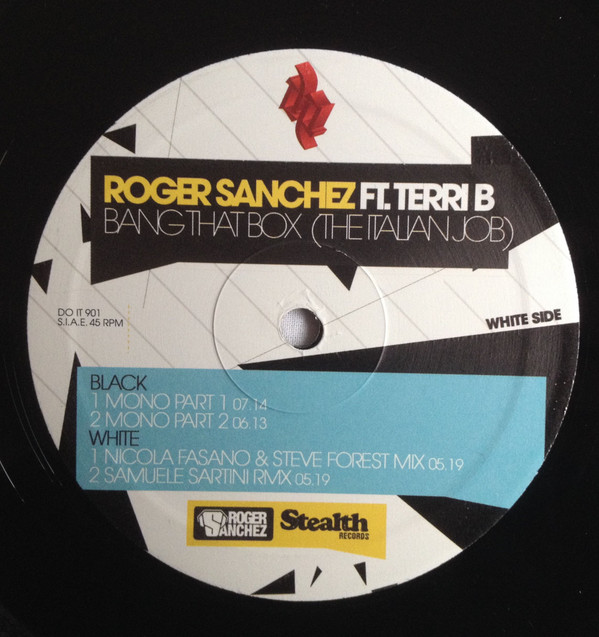 ROGER SANCHEZ FT. TERRI B
BANG THAT BOX (THE ITALIAN JOB)
DO IT 901
S.I.A.E. 45 RPM
WHITE SIDE
BLACK
1 MONO PART 1 07.14
2 MONO PART 2 06.13
WHITE
1 NICOLA FASANO & STEVE FOREST MIX 05.19
2 SAMUELE SARTINI RMX 05.19
ROGER SANCHEZ
Stealth
RECORDS